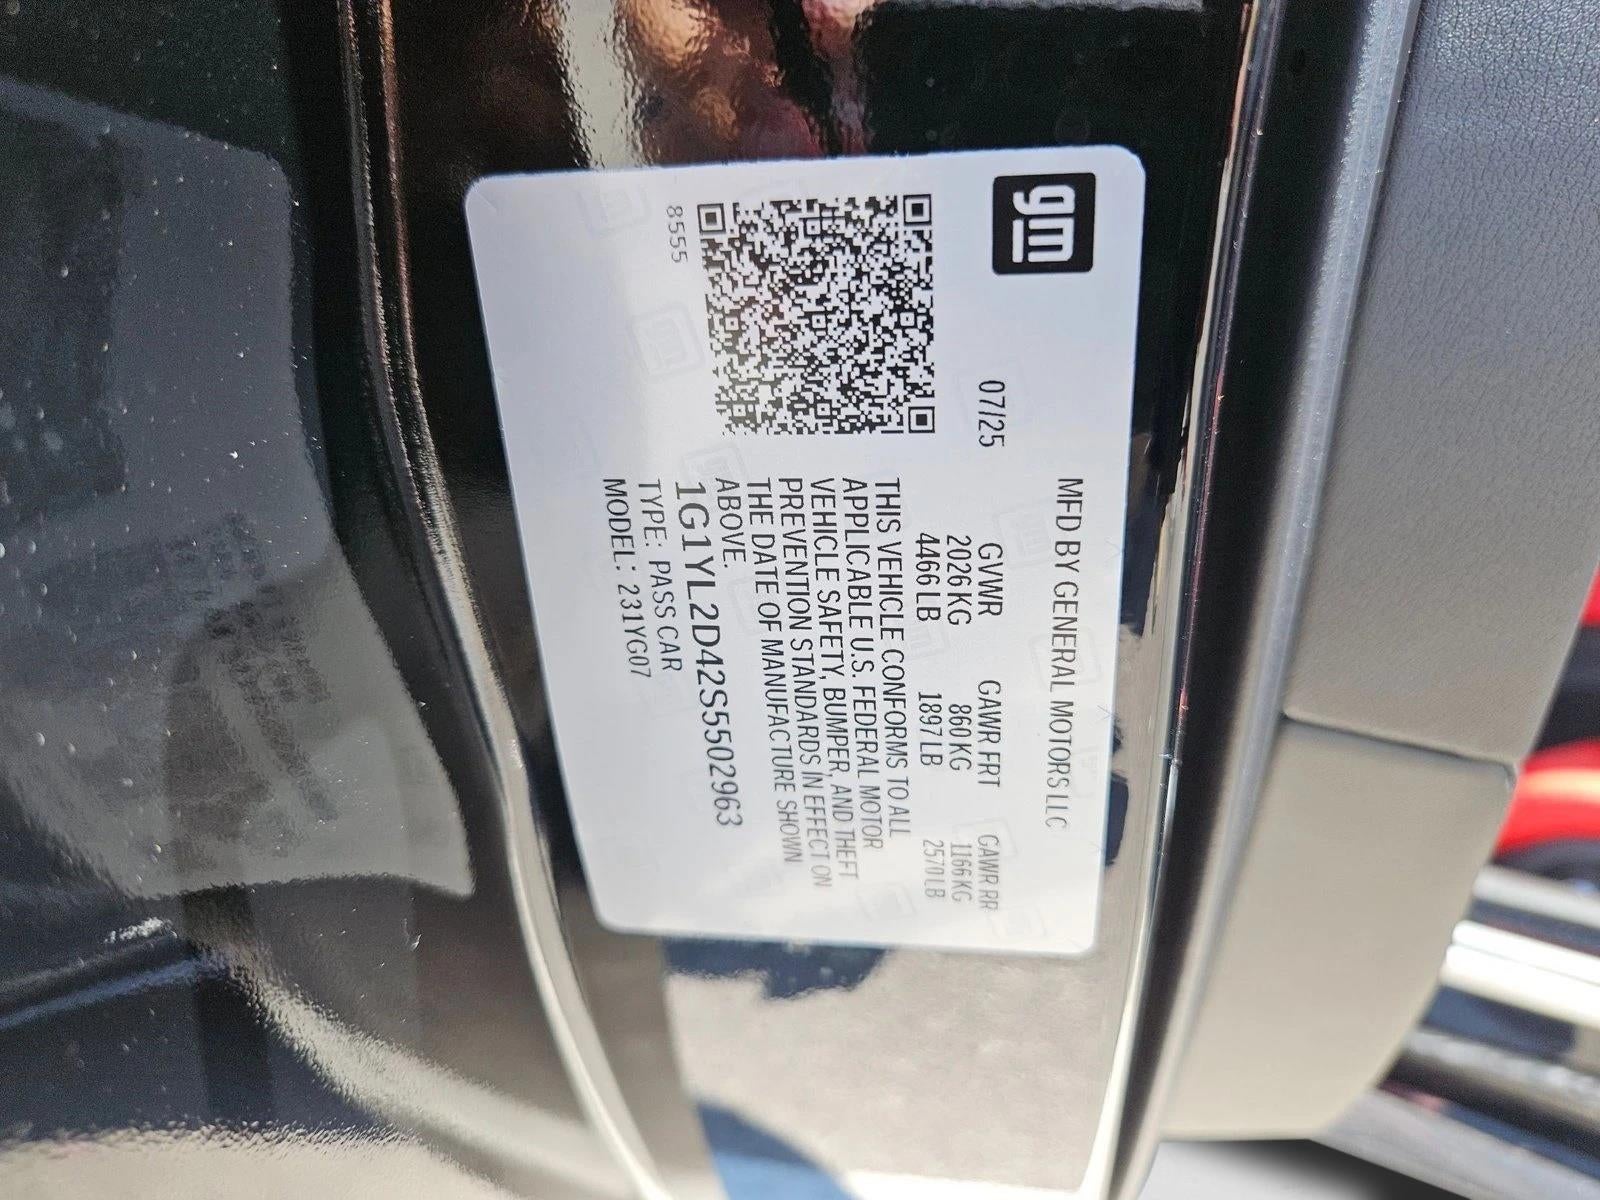 gm
MFD BY GENERAL MOTORS LLC
07/25
GVWR GAWR FRT GAWR RR
2026 KG 860 KG 1166 KG
4466 LB 1897 LB 2570 LB
THIS VEHICLE CONFORMS TO ALL
APPLICABLE U.S. FEDERAL MOTOR
VEHICLE SAFETY, BUMPER, AND THEFT
PREVENTION STANDARDS IN EFFECT ON
THE DATE OF MANUFACTURE SHOWN
ABOVE.
1G1YL2D42S5502963
TYPE: PASS CAR
MODEL: 231YG07
8555